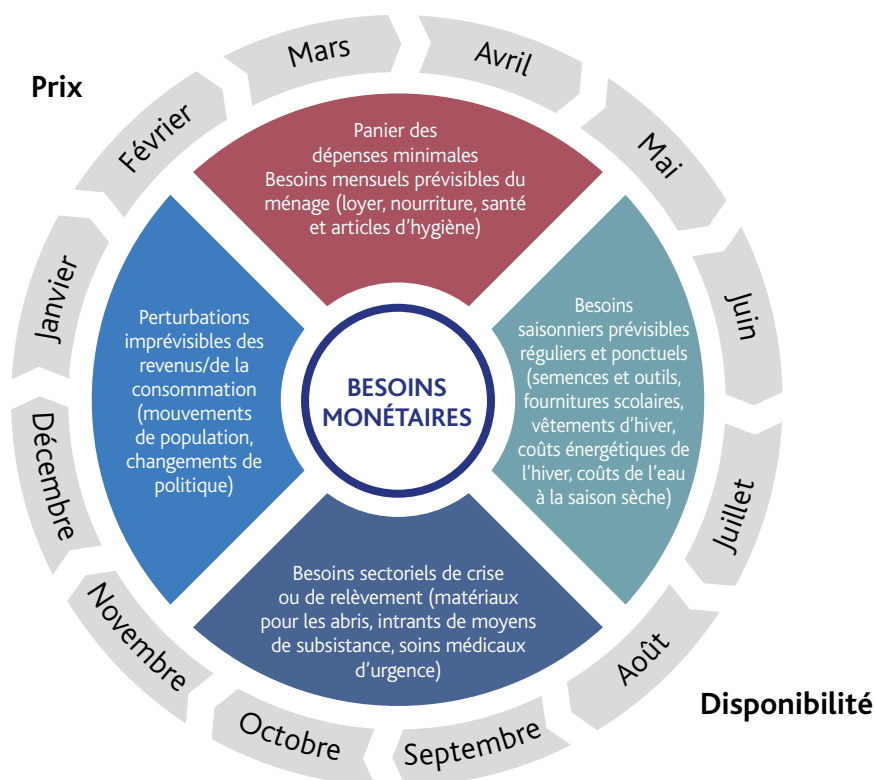 Prix
Janvier
Février
Mars
Avril
Mai
Juin
Juillet
Août
Septembre
Octobre
Novembre
Décembre
Panier des
dépenses minimales
Besoins mensuels prévisibles du
ménage (loyer, nourriture, santé
et articles d’hygiène)
Besoins
saisonniers prévisibles
réguliers et ponctuels
(semences et outils,
fournitures scolaires,
vêtements d’hiver,
coûts énergétiques de
l’hiver, coûts de l’eau
à la saison sèche)
Besoins sectoriels de crise
ou de relèvement (matériaux
pour les abris, intrants de moyens
de subsistance, soins médicaux
d’urgence)
Perturbations
imprévisibles des
revenus/de la
consommation
(mouvements
de population,
changements de
politique)
BESOINS
MONÉTAIRES
Disponibilité